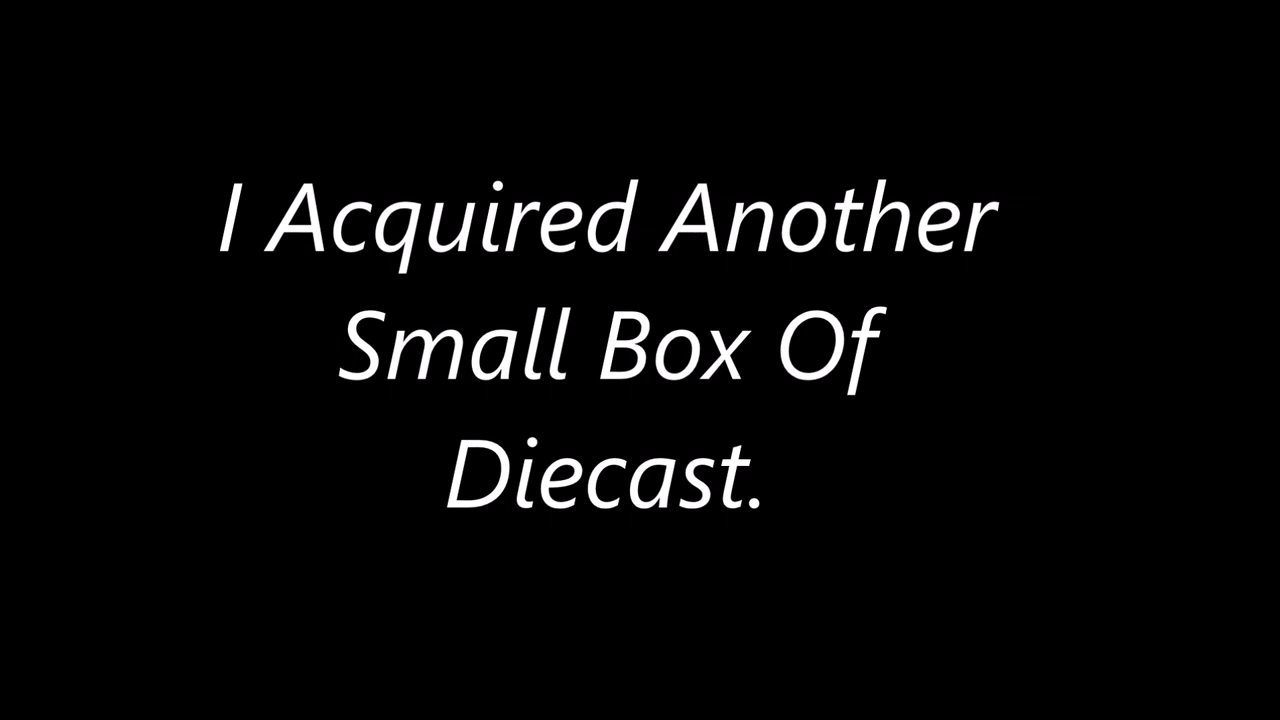 I Acquired Another
Small Box Of
Diecast.